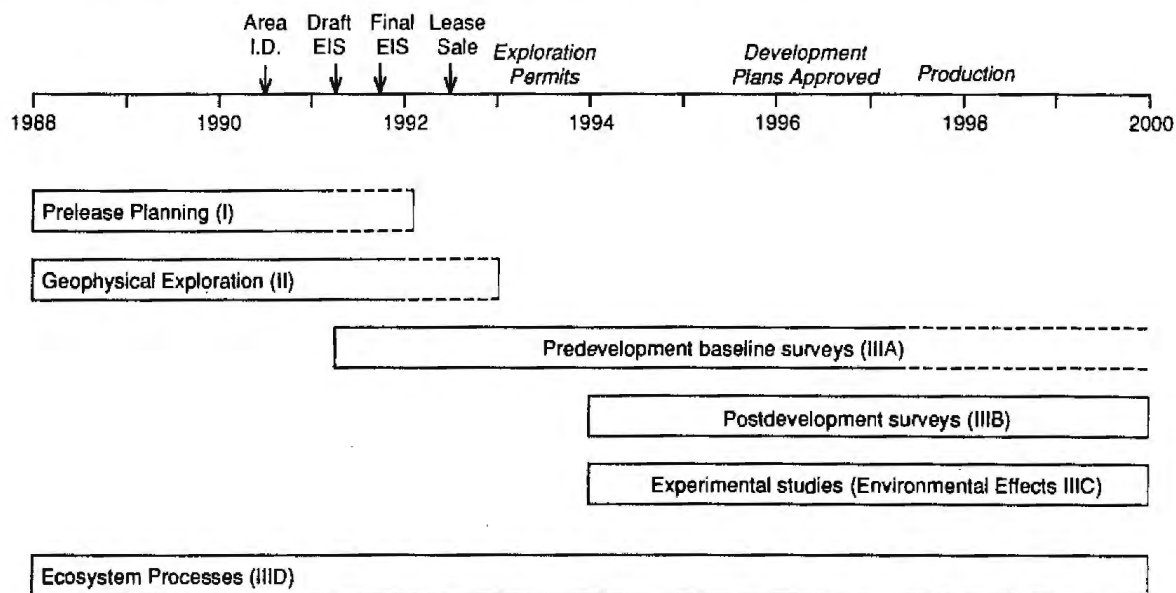 Area I.D.
Draft EIS
Final EIS
Lease Sale
Exploration Permits
Development Plans Approved
Production
1988
1990
1992
1994
1996
1998
2000
Prelease Planning (I)
Geophysical Exploration (II)
Predevelopment baseline surveys (IIIA)
Postdevelopment surveys (IIIB)
Experimental studies (Environmental Effects IIIC)
Ecosystem Processes (IIID)